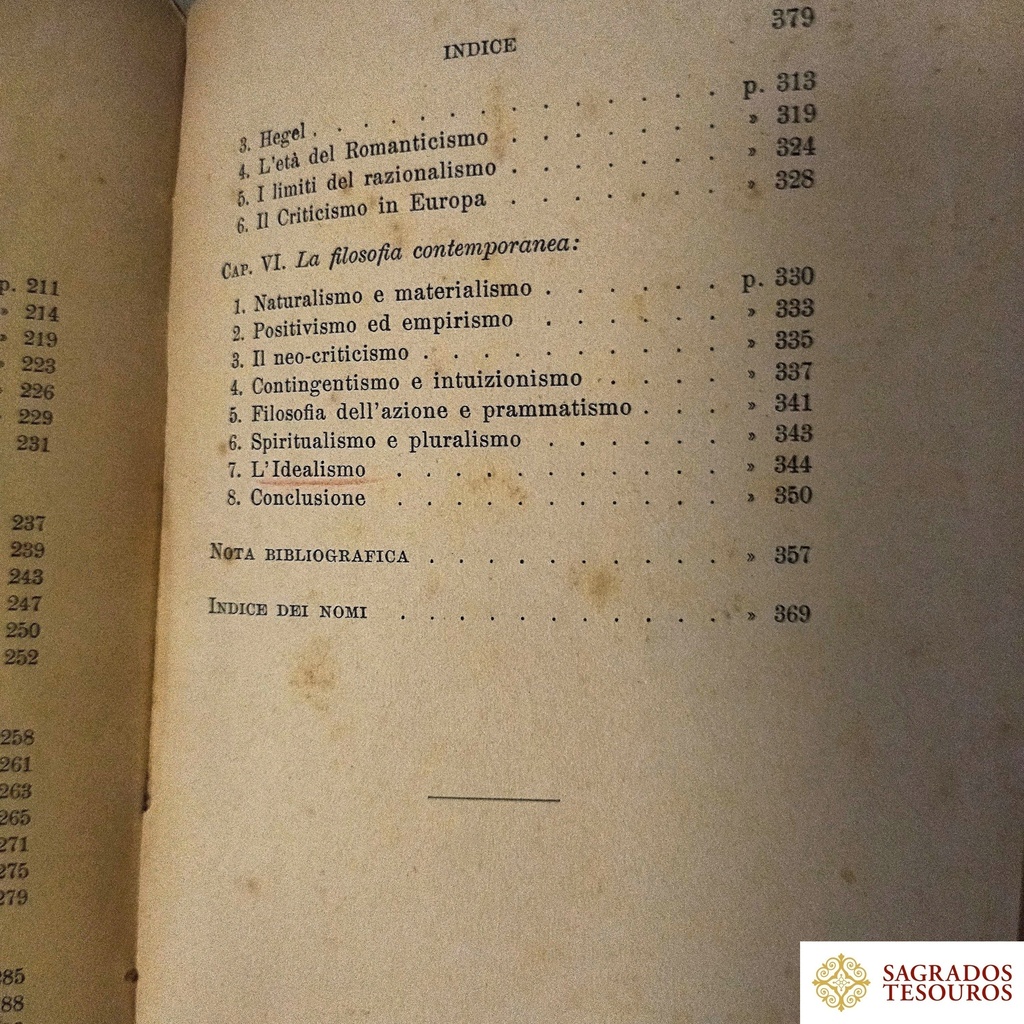 p. 211
» 214
» 219
» 223
226
229
231
237
239
243
247
250
252
258
261
263
265
271
275
279
285
379
INDICE
3. Hegel . . . . . . . . . . . . . p. 313
4. L'età del Romanticismo . . . . . . . » 319
5. I limiti del razionalismo . . . . . . . » 324
6. Il Criticismo in Europa . . . . . . . » 328
CAP. VI. La filosofia contemporanea:
1. Naturalismo e materialismo . . . . . . p. 330
2. Positivismo ed empirismo . . . . . . » 333
3. Il neo-criticismo . . . . . . . . . . » 335
4. Contingentismo e intuizionismo . . . . . » 337
5. Filosofia dell'azione e prammatismo . . . » 341
6. Spiritualismo e pluralismo . . . . . . » 343
7. L'Idealismo . . . . . . . . . . . » 344
8. Conclusione . . . . . . . . . . . » 350
NOTA BIBLIOGRAFICA . . . . . . . . . . » 357
INDICE DEI NOMI . . . . . . . . . . . » 369
SAGRADOS
TESOUROS